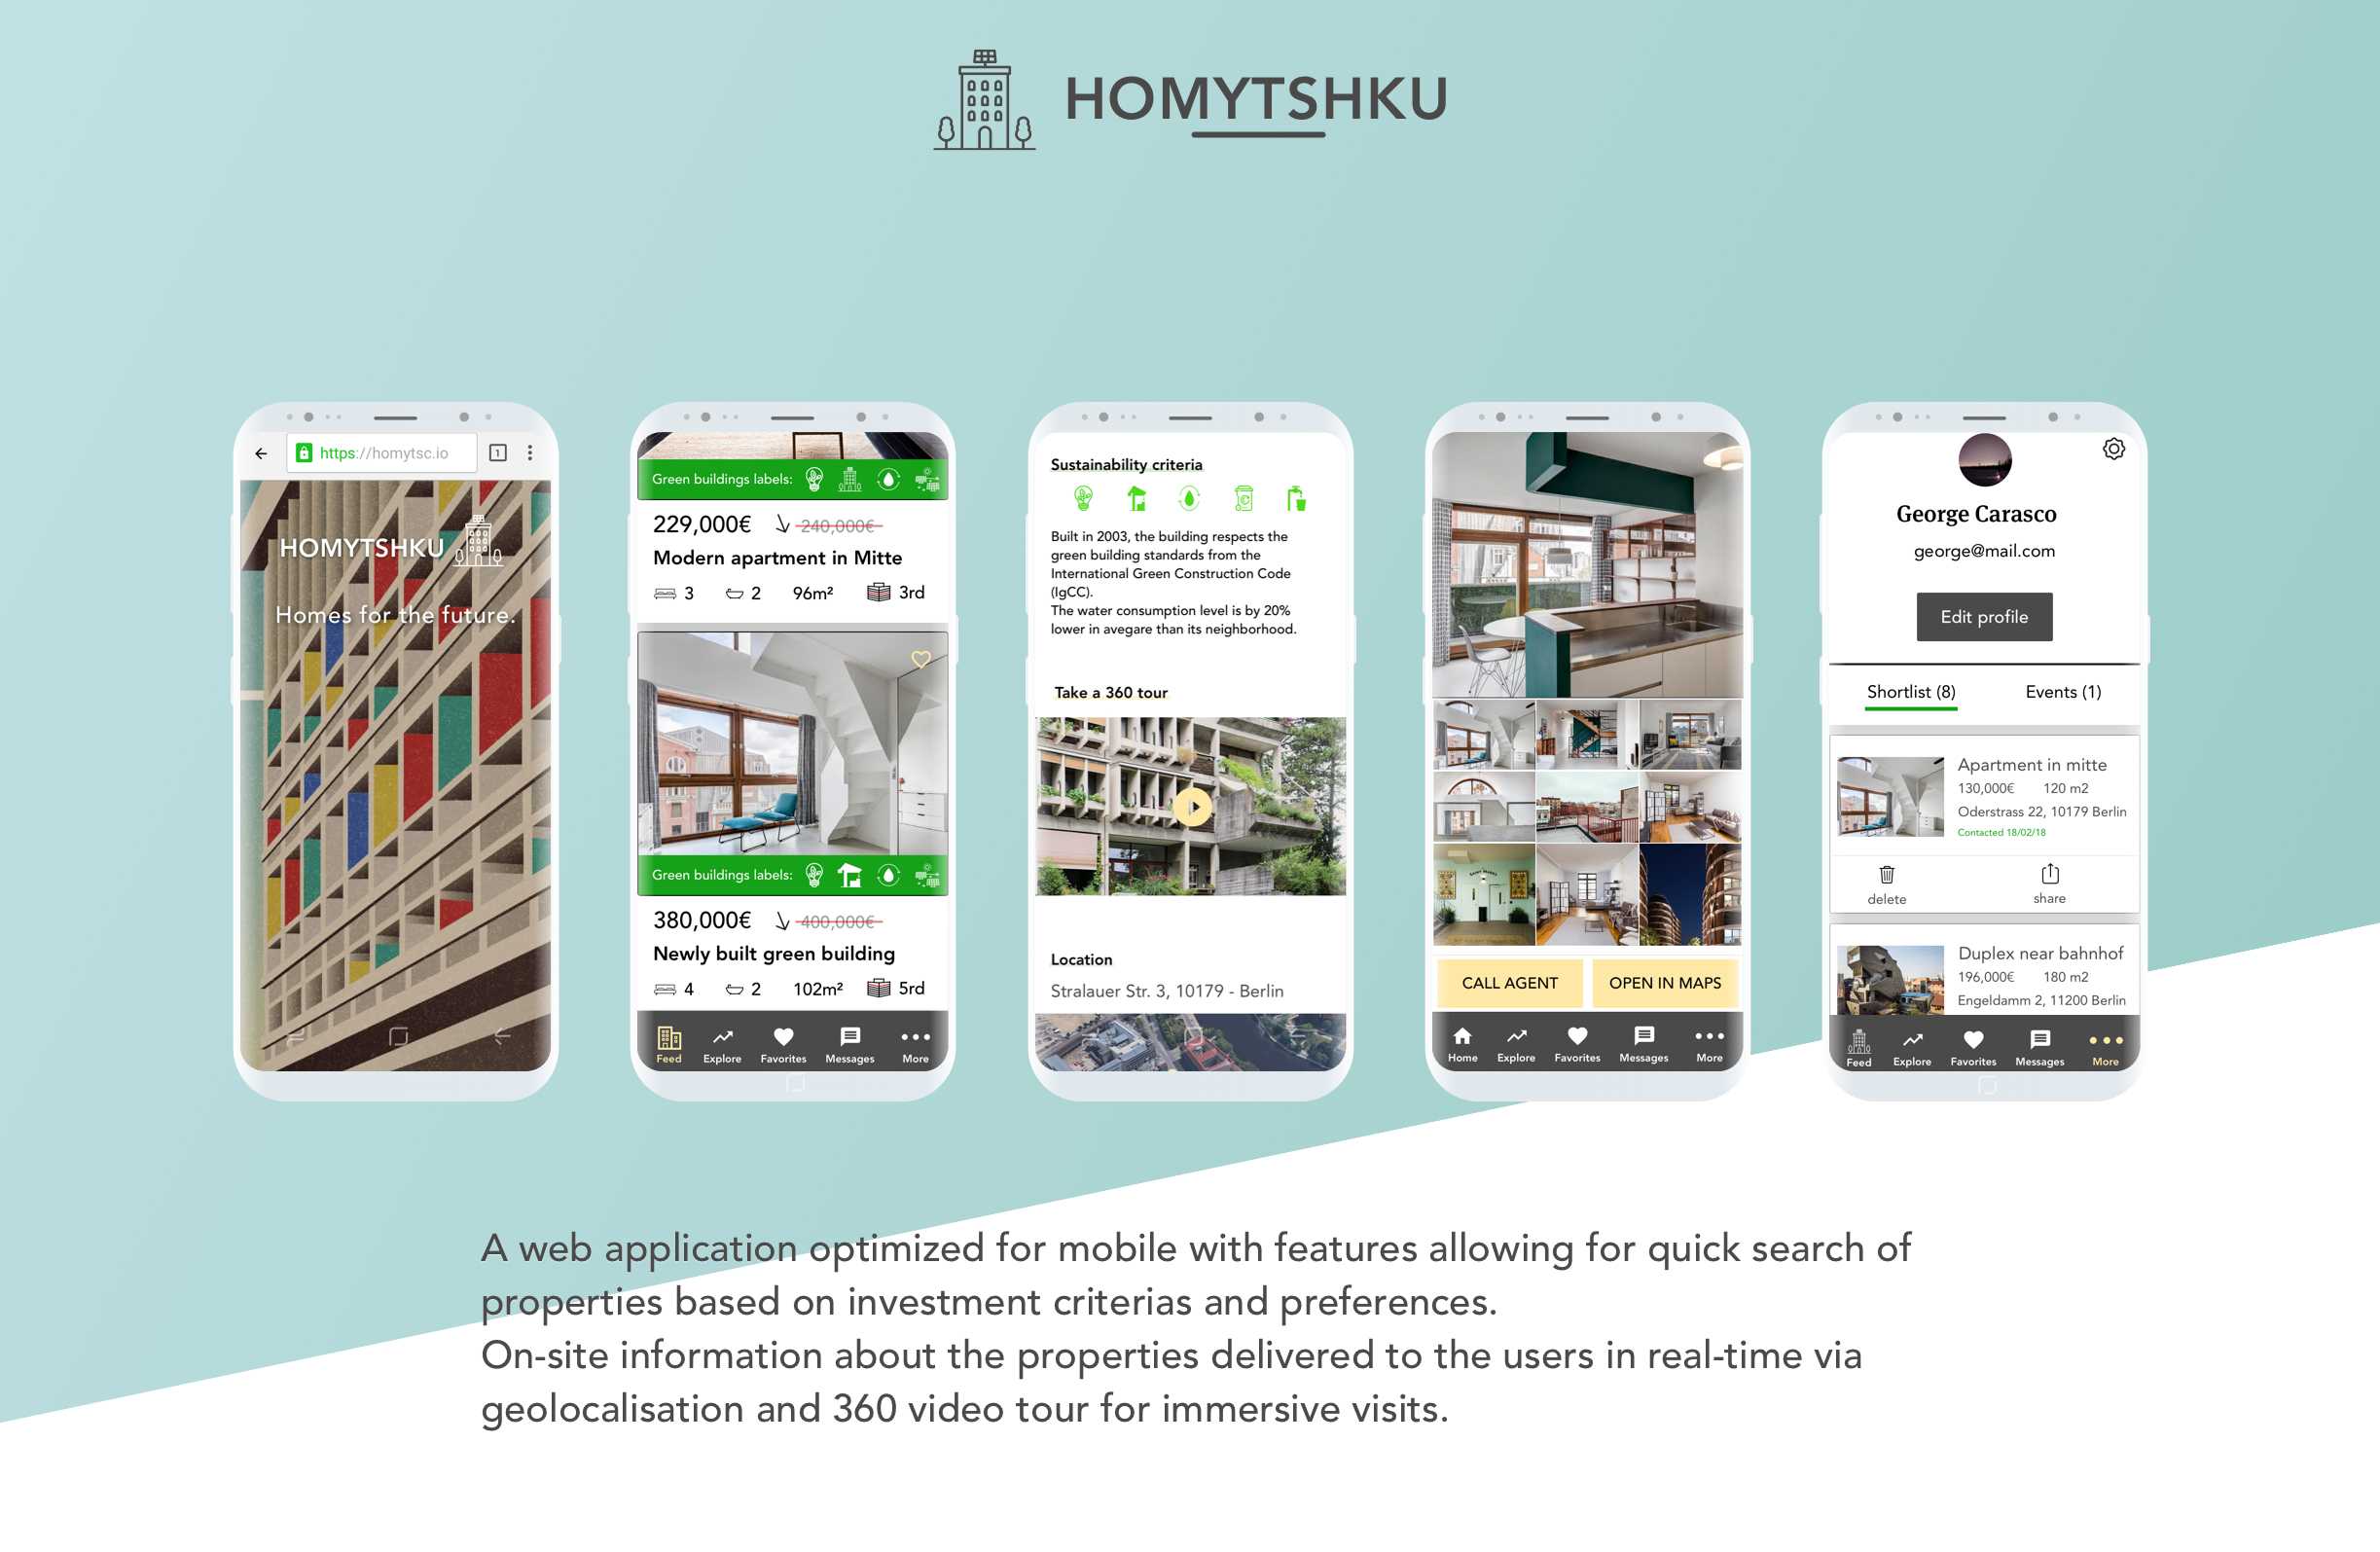 HOMYTSHKU
https://homytsc.io
1
HOMYTSHKU
Homes for the future.
Green buildings labels:
229,000€ 240,000€
Modern apartment in Mitte
3 2 96m² 3rd
Green buildings labels:
380,000€ 400,000€
Newly built green building
4 2 102m² 5rd
Feed Explore Favorites Messages More
Sustainability criteria
Built in 2003, the building respects the
green building standards from the
International Green Construction Code
(IgCC).
The water consumption level is by 20%
lower in avegare than its neighborhood.
Take a 360 tour
Location
Stralauer Str. 3, 10179 - Berlin
CALL AGENT OPEN IN MAPS
Home Explore Favorites Messages More
George Carasco
george@mail.com
Edit profile
Shortlist (8) Events (1)
Apartment in mitte
130,000€ 120 m2
Oderstrass 22, 10179 Berlin
Contacted 18/02/18
delete share
Duplex near bahnhof
196,000€ 180 m2
Engeldamm 2, 11200 Berlin
Feed Explore Favorites Messages More
A web application optimized for mobile with features allowing for quick search of
properties based on investment criterias and preferences.
On-site information about the properties delivered to the users in real-time via
geolocalisation and 360 video tour for immersive visits.